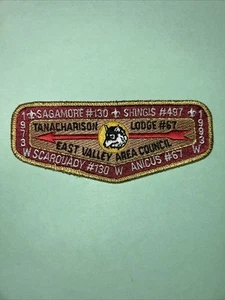 SAGAMORE #130 SHINGIS #497
TANACHARISON LODGE #67
EAST VALLEY AREA COUNCIL
W SCAROUADY #130 W ANICUS #67 W
1973
1993